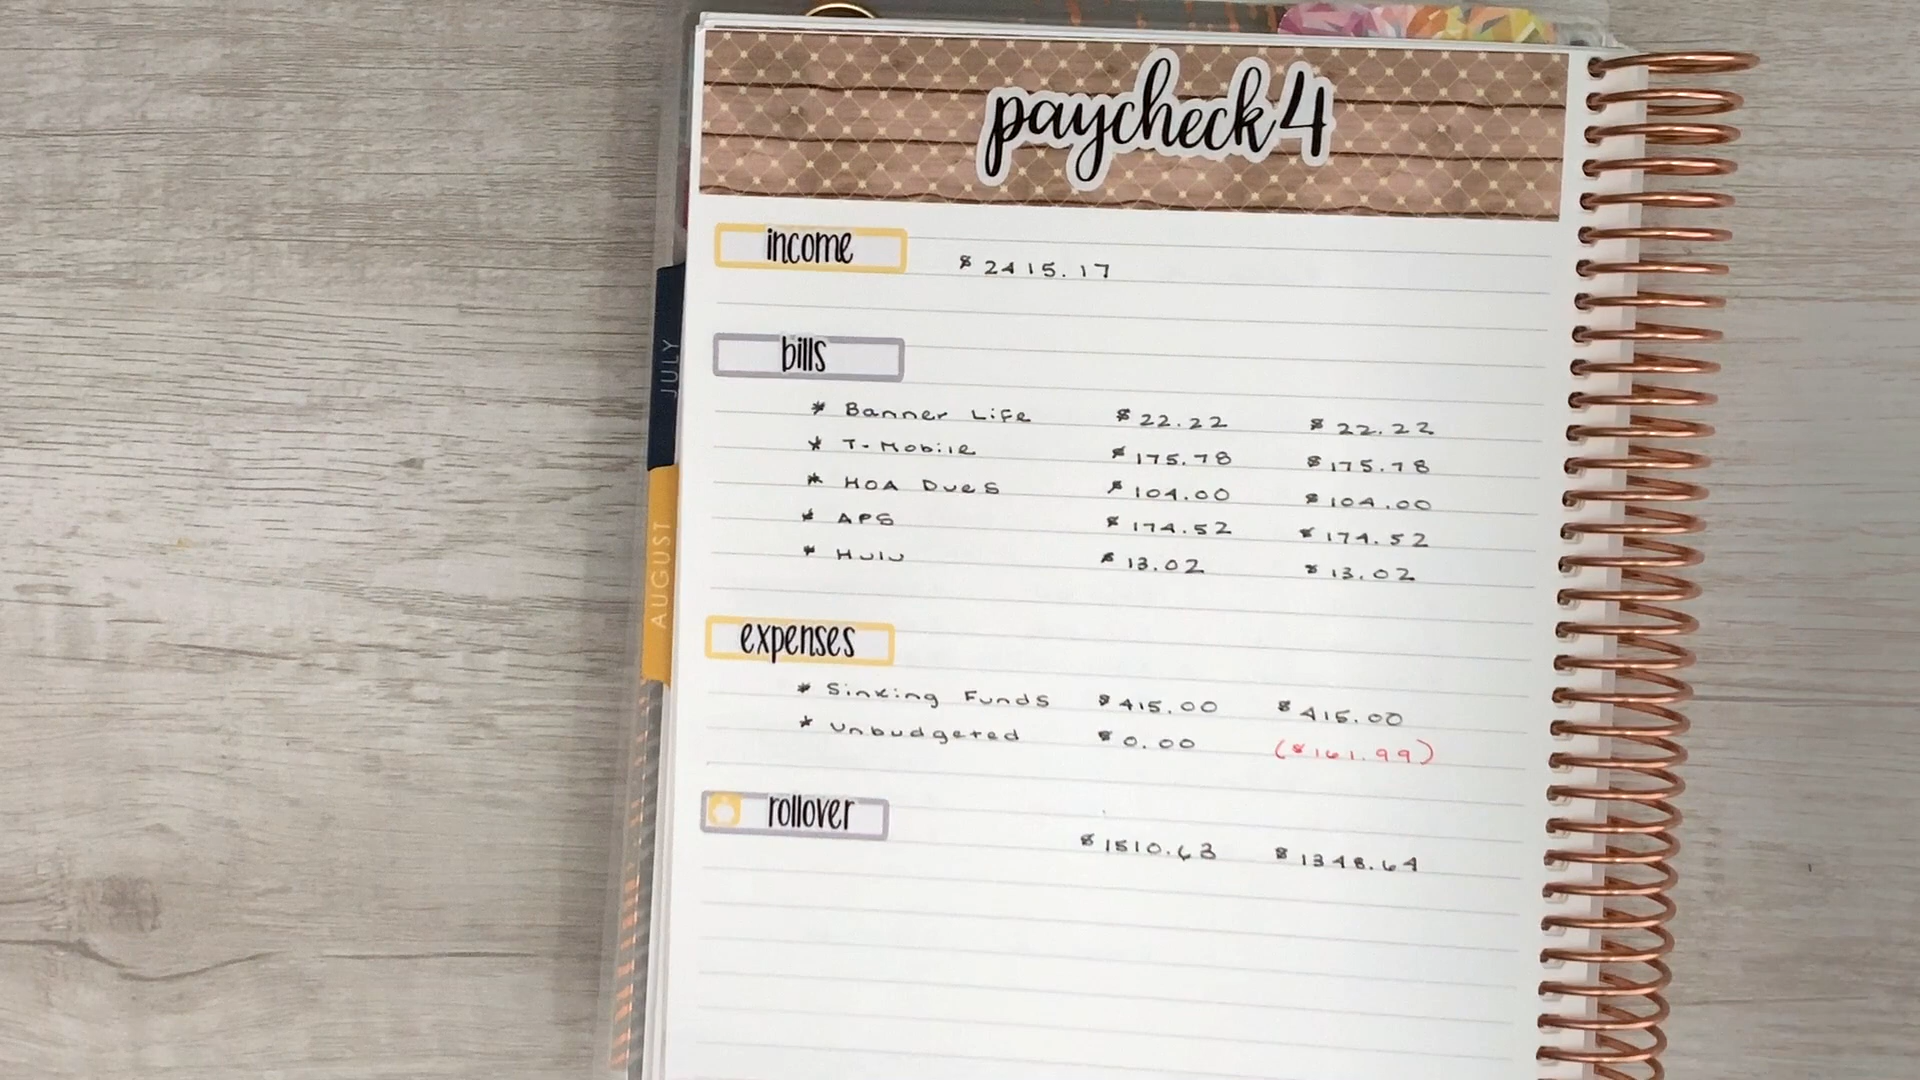 paycheck 4
income $2415.17
bills
* Banner Life $22.22 $22.22
* T-Mobile $175.78 $175.78
* HOA Dues $104.00 $104.00
* APS $174.52 $174.52
* Hulu $13.02 $13.02
expenses
* Sinking Funds $415.00 $415.00
* Unbudgeted $0.00 ($161.99)
rollover $1510.63 $1348.64
JULY
AUGUST